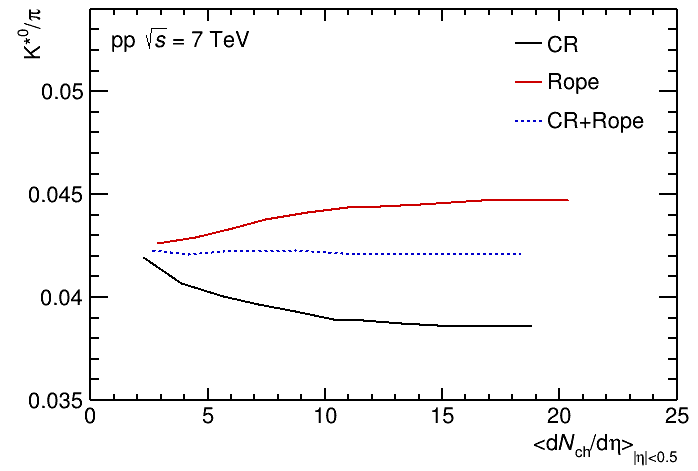 K*⁰/π
pp √s = 7 TeV
CR
Rope
CR+Rope
0.05
0.045
0.04
0.035
0 5 10 15 20 25
<dN_ch/dη>_|η|<0.5